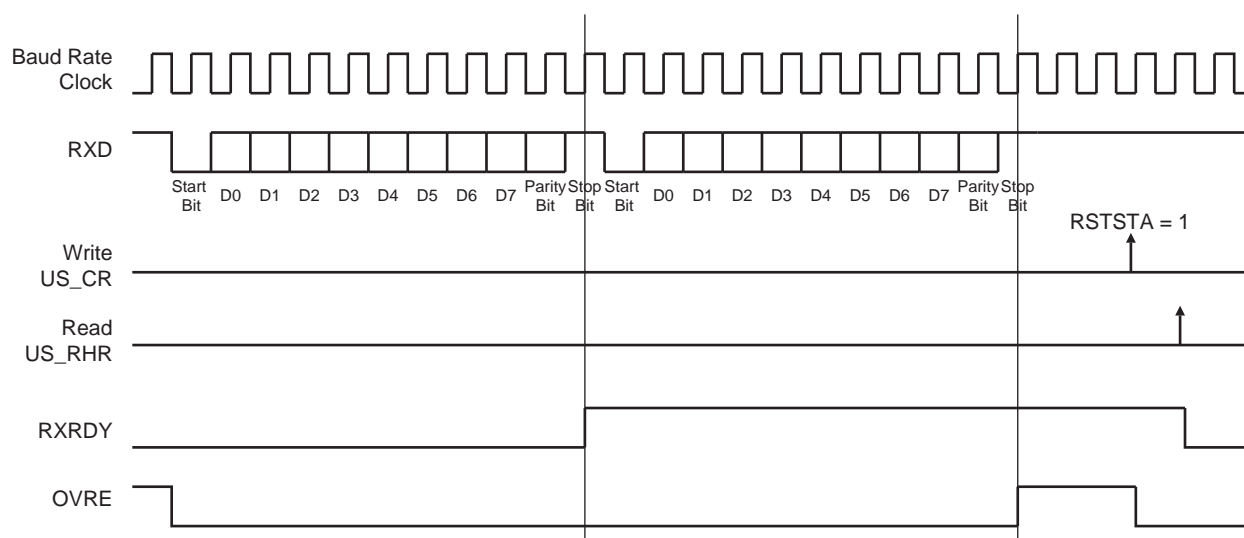 Baud Rate
Clock
RXD
Start
Bit
D0 D1 D2 D3 D4 D5 D6 D7
Parity
Bit
Stop
Bit
Start
Bit
D0 D1 D2 D3 D4 D5 D6 D7
Parity
Bit
Stop
Bit
RSTSTA = 1
Write
US_CR
Read
US_RHR
RXRDY
OVRE